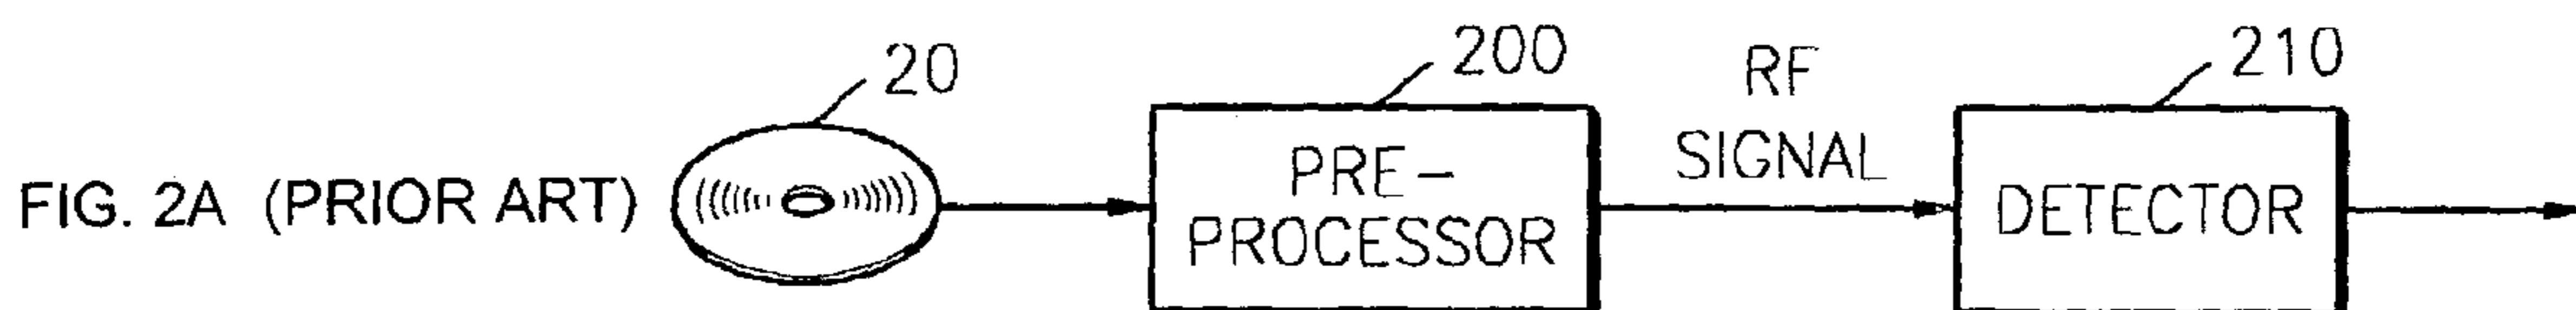 FIG. 2A (PRIOR ART)
20
200
PRE-
PROCESSOR
RF
SIGNAL
210
DETECTOR